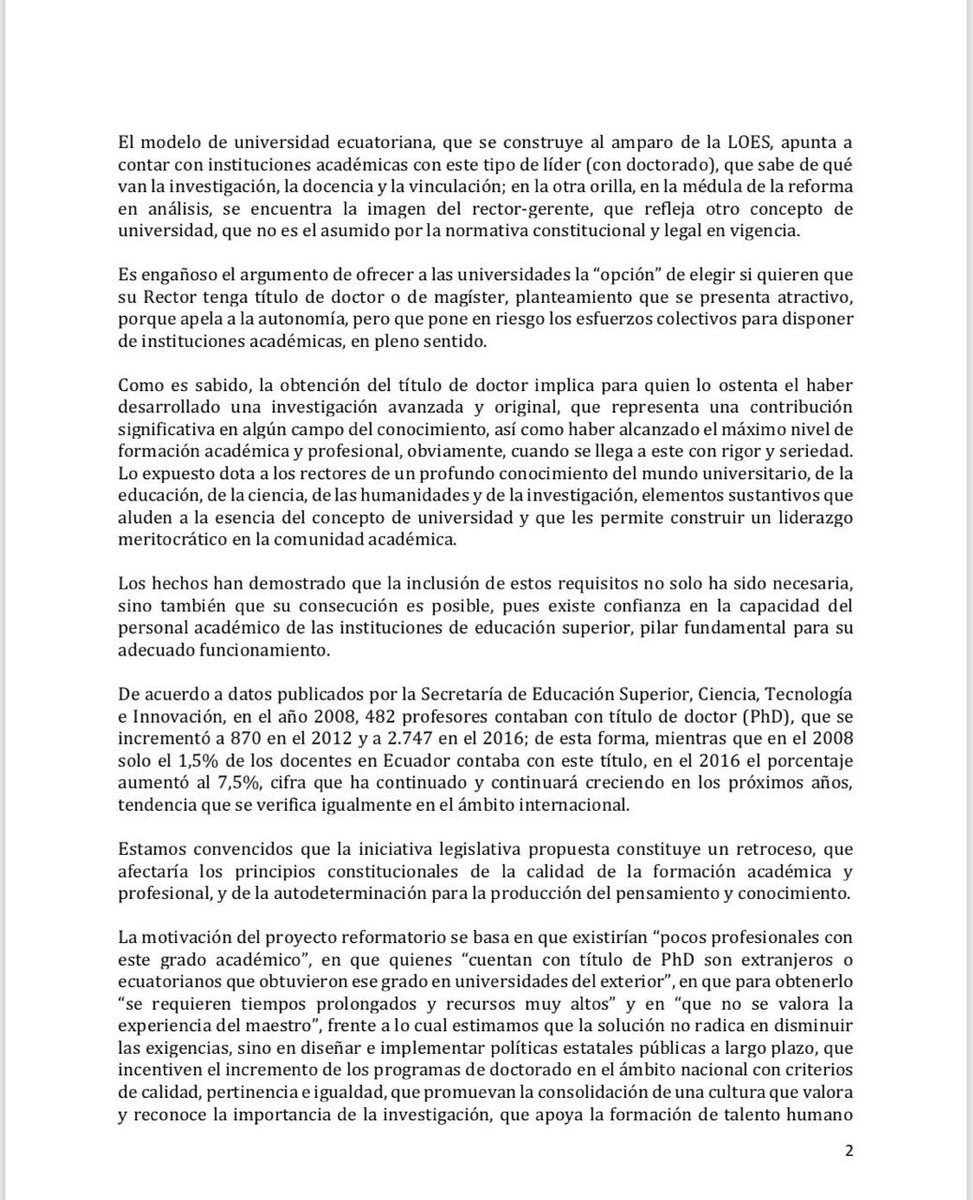 El modelo de universidad ecuatoriana, que se construye al amparo de la LOES, apunta a
contar con instituciones académicas con este tipo de líder (con doctorado), que sabe de qué
van la investigación, la docencia y la vinculación; en la otra orilla, en la médula de la reforma
en análisis, se encuentra la imagen del rector-gerente, que refleja otro concepto de
universidad, que no es el asumido por la normativa constitucional y legal en vigencia.
Es engañoso el argumento de ofrecer a las universidades la “opción” de elegir si quieren que
su Rector tenga título de doctor o de magíster, planteamiento que se presenta atractivo,
porque apela a la autonomía, pero que pone en riesgo los esfuerzos colectivos para disponer
de instituciones académicas, en pleno sentido.
Como es sabido, la obtención del título de doctor implica para quien lo ostenta el haber
desarrollado una investigación avanzada y original, que representa una contribución
significativa en algún campo del conocimiento, así como haber alcanzado el máximo nivel de
formación académica y profesional, obviamente, cuando se llega a este con rigor y seriedad.
Lo expuesto dota a los rectores de un profundo conocimiento del mundo universitario, de la
educación, de la ciencia, de las humanidades y de la investigación, elementos sustantivos que
aluden a la esencia del concepto de universidad y que les permite construir un liderazgo
meritocrático en la comunidad académica.
Los hechos han demostrado que la inclusión de estos requisitos no solo ha sido necesaria,
sino también que su consecución es posible, pues existe confianza en la capacidad del
personal académico de las instituciones de educación superior, pilar fundamental para su
adecuado funcionamiento.
De acuerdo a datos publicados por la Secretaría de Educación Superior, Ciencia, Tecnología
e Innovación, en el año 2008, 482 profesores contaban con título de doctor (PhD), que se
incrementó a 870 en el 2012 y a 2.747 en el 2016; de esta forma, mientras que en el 2008
solo el 1,5% de los docentes en Ecuador contaba con este título, en el 2016 el porcentaje
aumentó al 7,5%, cifra que ha continuado y continuará creciendo en los próximos años,
tendencia que se verifica igualmente en el ámbito internacional.
Estamos convencidos que la iniciativa legislativa propuesta constituye un retroceso, que
afectaría los principios constitucionales de la calidad de la formación académica y
profesional, y de la autodeterminación para la producción del pensamiento y conocimiento.
La motivación del proyecto reformatorio se basa en que existirían “pocos profesionales con
este grado académico”, en que quienes “cuentan con título de PhD son extranjeros o
ecuatorianos que obtuvieron ese grado en universidades del exterior”, en que para obtenerlo
“se requieren tiempos prolongados y recursos muy altos” y en “que no se valora la
experiencia del maestro”, frente a lo cual estimamos que la solución no radica en disminuir
las exigencias, sino en diseñar e implementar políticas estatales públicas a largo plazo, que
incentiven el incremento de los programas de doctorado en el ámbito nacional con criterios
de calidad, pertinencia e igualdad, que promuevan la consolidación de una cultura que valora
y reconoce la importancia de la investigación, que apoya la formación de talento humano
2